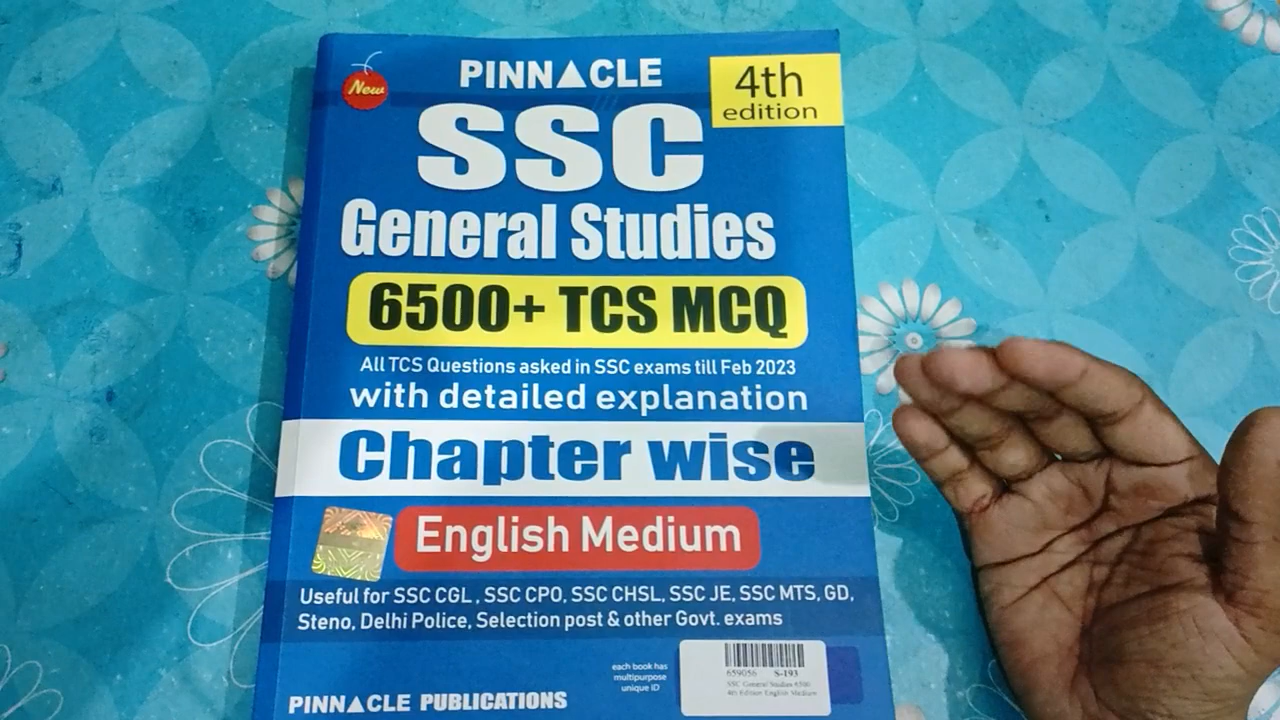 New
PINNACLE
4th
edition
SSC
General Studies
6500+ TCS MCQ
All TCS Questions asked in SSC exams till Feb 2023
with detailed explanation
Chapter wise
English Medium
Useful for SSC CGL, SSC CPO, SSC CHSL, SSC JE, SSC MTS, GD,
Steno, Delhi Police, Selection post & other Govt. exams
each book has
multipurpose
unique ID
659056 S-193
SSC General Studies 6500
4th Edition English Medium
PINNACLE PUBLICATIONS